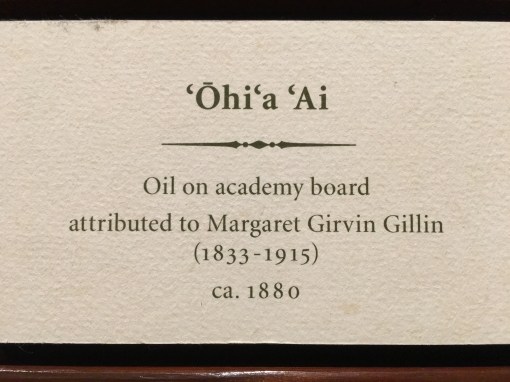 ʻŌhiʻa ʻAi
Oil on academy board
attributed to Margaret Girvin Gillin
(1833-1915)
ca. 1880